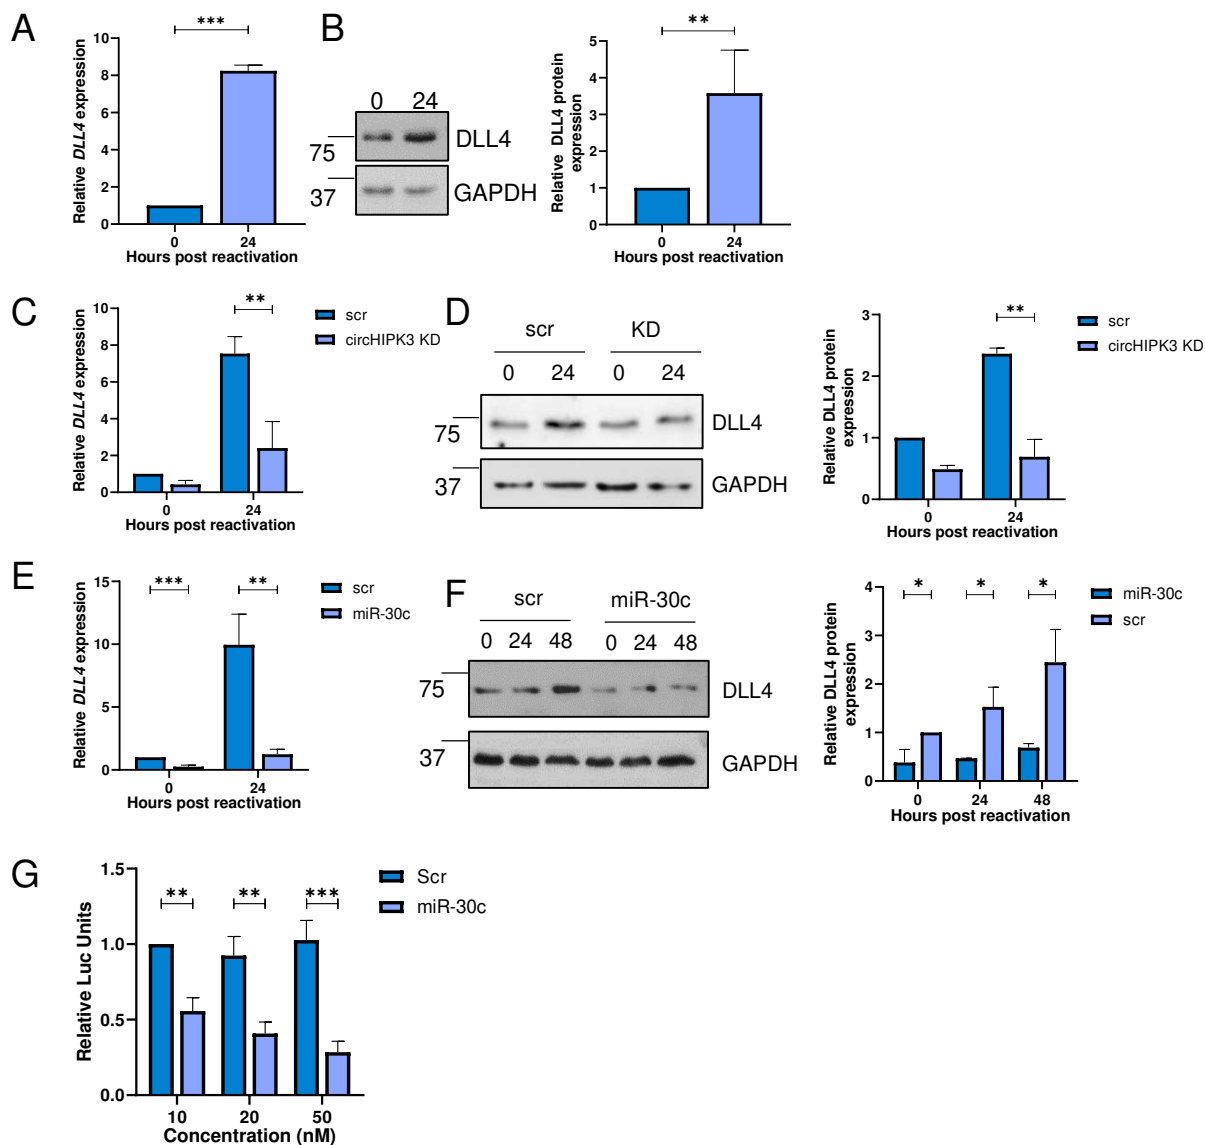 A
***
Relative DLL4 expression
10
8
6
4
2
0
0
24
Hours post reactivation
B
0 24
75
DLL4
37
GAPDH
**
Relative DLL4 protein
expression
5
4
3
2
1
0
0
24
Hours post reactivation
C
**
scr
circHIPK3 KD
Relative DLL4 expression
10
8
6
4
2
0
0
24
Hours post reactivation
D
scr KD
0 24 0 24
75
DLL4
37
GAPDH
**
scr
circHIPK3 KD
Relative DLL4 protein
expression
3
2
1
0
0
24
Hours post reactivation
E
*** **
scr
miR-30c
Relative DLL4 expression
15
10
5
0
0
24
Hours post reactivation
F
scr miR-30c
0 24 48 0 24 48
75
DLL4
37
GAPDH
* * *
miR-30c
scr
Relative DLL4 protein
expression
4
3
2
1
0
0
24
48
Hours post reactivation
G
** ** ***
Scr
miR-30c
Relative Luc Units
1.5
1.0
0.5
0.0
10
20
50
Concentration (nM)